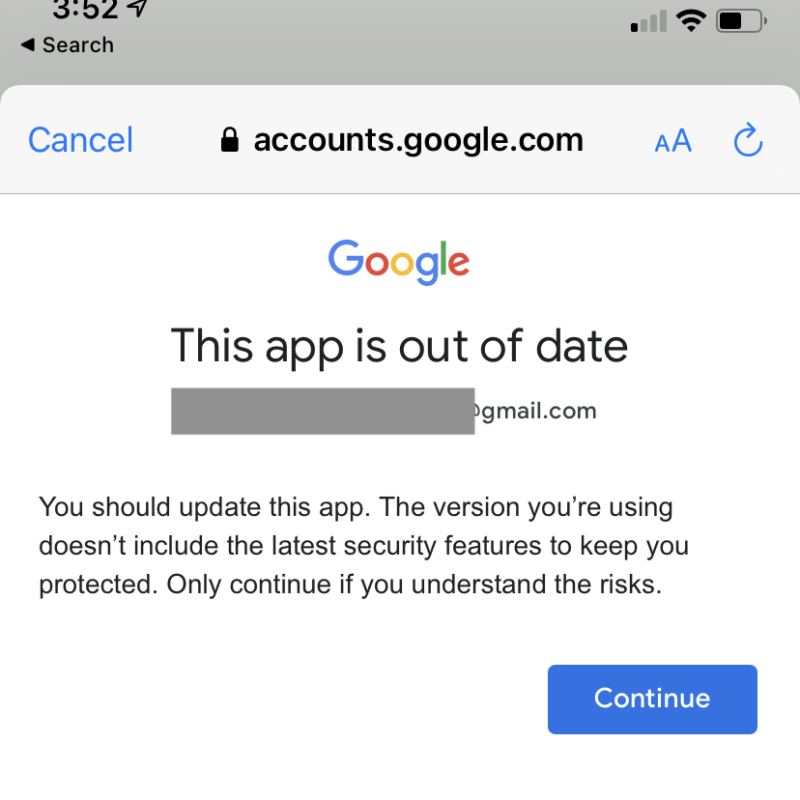 3:52
Search
Cancel
accounts.google.com
AA
Google
This app is out of date
@gmail.com
You should update this app. The version you’re using
doesn’t include the latest security features to keep you
protected. Only continue if you understand the risks.
Continue